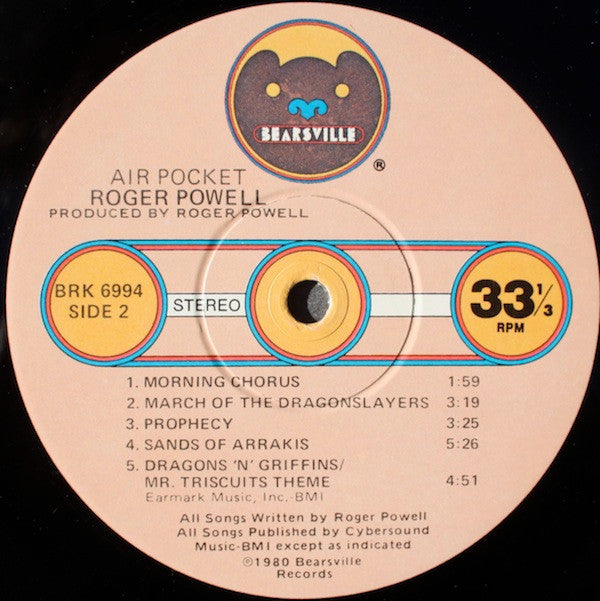 BEARSVILLE
®
AIR POCKET
ROGER POWELL
PRODUCED BY ROGER POWELL
BRK 6994
SIDE 2
STEREO
33 1/3
RPM
1. MORNING CHORUS 1:59
2. MARCH OF THE DRAGONSLAYERS 3:19
3. PROPHECY 3:25
4. SANDS OF ARRAKIS 5:26
5. DRAGONS 'N' GRIFFINS/
MR. TRISCUITS THEME 4:51
Earmark Music, Inc.-BMI
All Songs Written by Roger Powell
All Songs Published by Cybersound
Music-BMI except as indicated
℗1980 Bearsville
Records